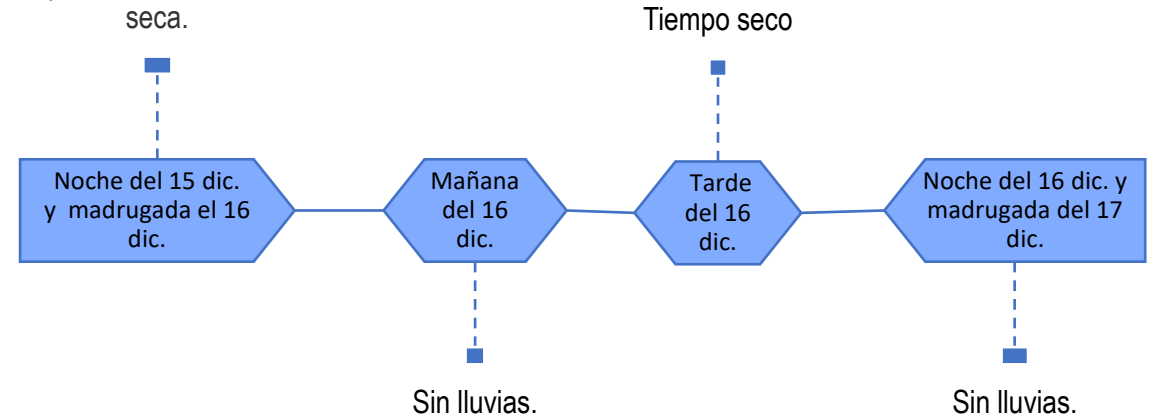 seca.
Tiempo seco
Noche del 15 dic.
y  madrugada el 16
dic.
Mañana
del 16
dic.
Tarde
del 16
dic.
Noche del 16 dic. y
madrugada del 17
dic.
Sin lluvias.
Sin lluvias.